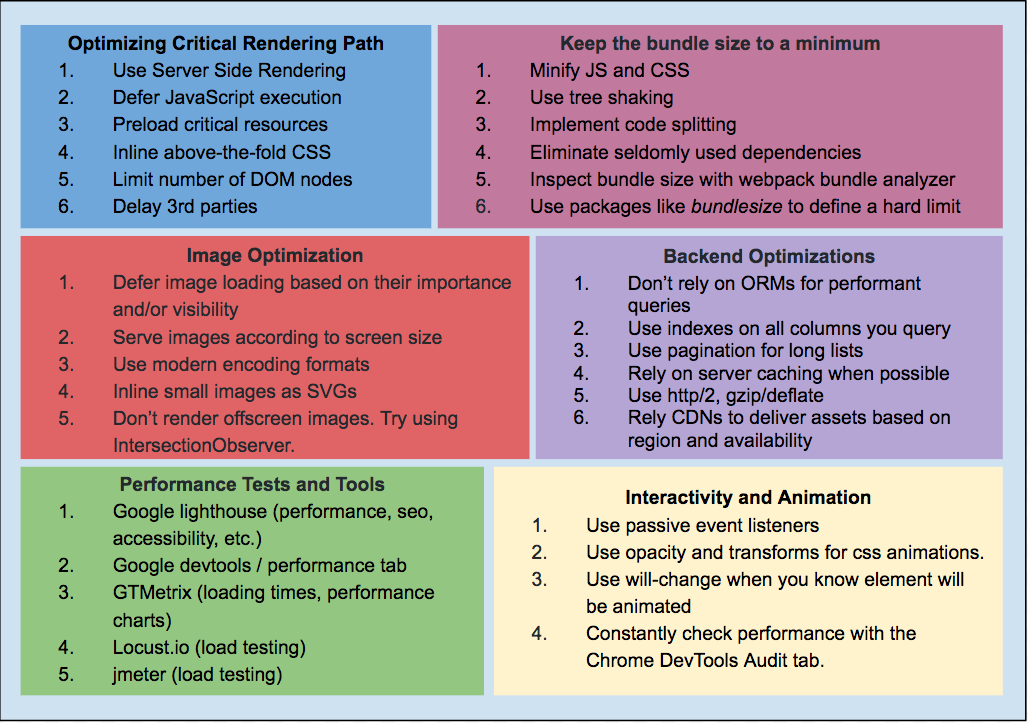 Optimizing Critical Rendering Path
1. Use Server Side Rendering
2. Defer JavaScript execution
3. Preload critical resources
4. Inline above-the-fold CSS
5. Limit number of DOM nodes
6. Delay 3rd parties
Keep the bundle size to a minimum
1. Minify JS and CSS
2. Use tree shaking
3. Implement code splitting
4. Eliminate seldomly used dependencies
5. Inspect bundle size with webpack bundle analyzer
6. Use packages like bundlesize to define a hard limit
Image Optimization
1. Defer image loading based on their importance
and/or visibility
2. Serve images according to screen size
3. Use modern encoding formats
4. Inline small images as SVGs
5. Don’t render offscreen images. Try using
IntersectionObserver.
Backend Optimizations
1. Don’t rely on ORMs for performant
queries
2. Use indexes on all columns you query
3. Use pagination for long lists
4. Rely on server caching when possible
5. Use http/2, gzip/deflate
6. Rely CDNs to deliver assets based on
region and availability
Performance Tests and Tools
1. Google lighthouse (performance, seo,
accessibility, etc.)
2. Google devtools / performance tab
3. GTMetrix (loading times, performance
charts)
4. Locust.io (load testing)
5. jmeter (load testing)
Interactivity and Animation
1. Use passive event listeners
2. Use opacity and transforms for css animations.
3. Use will-change when you know element will
be animated
4. Constantly check performance with the
Chrome DevTools Audit tab.